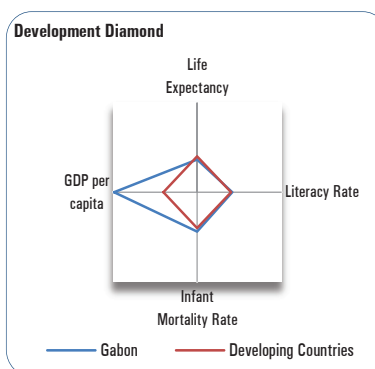 Development Diamond
Life
Expectancy
GDP per
capita
Literacy Rate
Infant
Mortality Rate
Gabon
Developing Countries